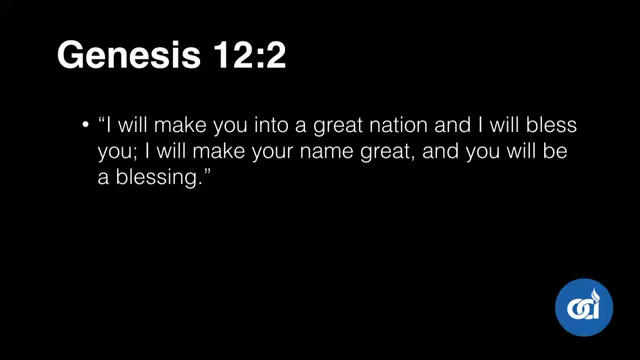 Genesis 12:2
• “I will make you into a great nation and I will bless
you; I will make your name great, and you will be
a blessing.”
OCI